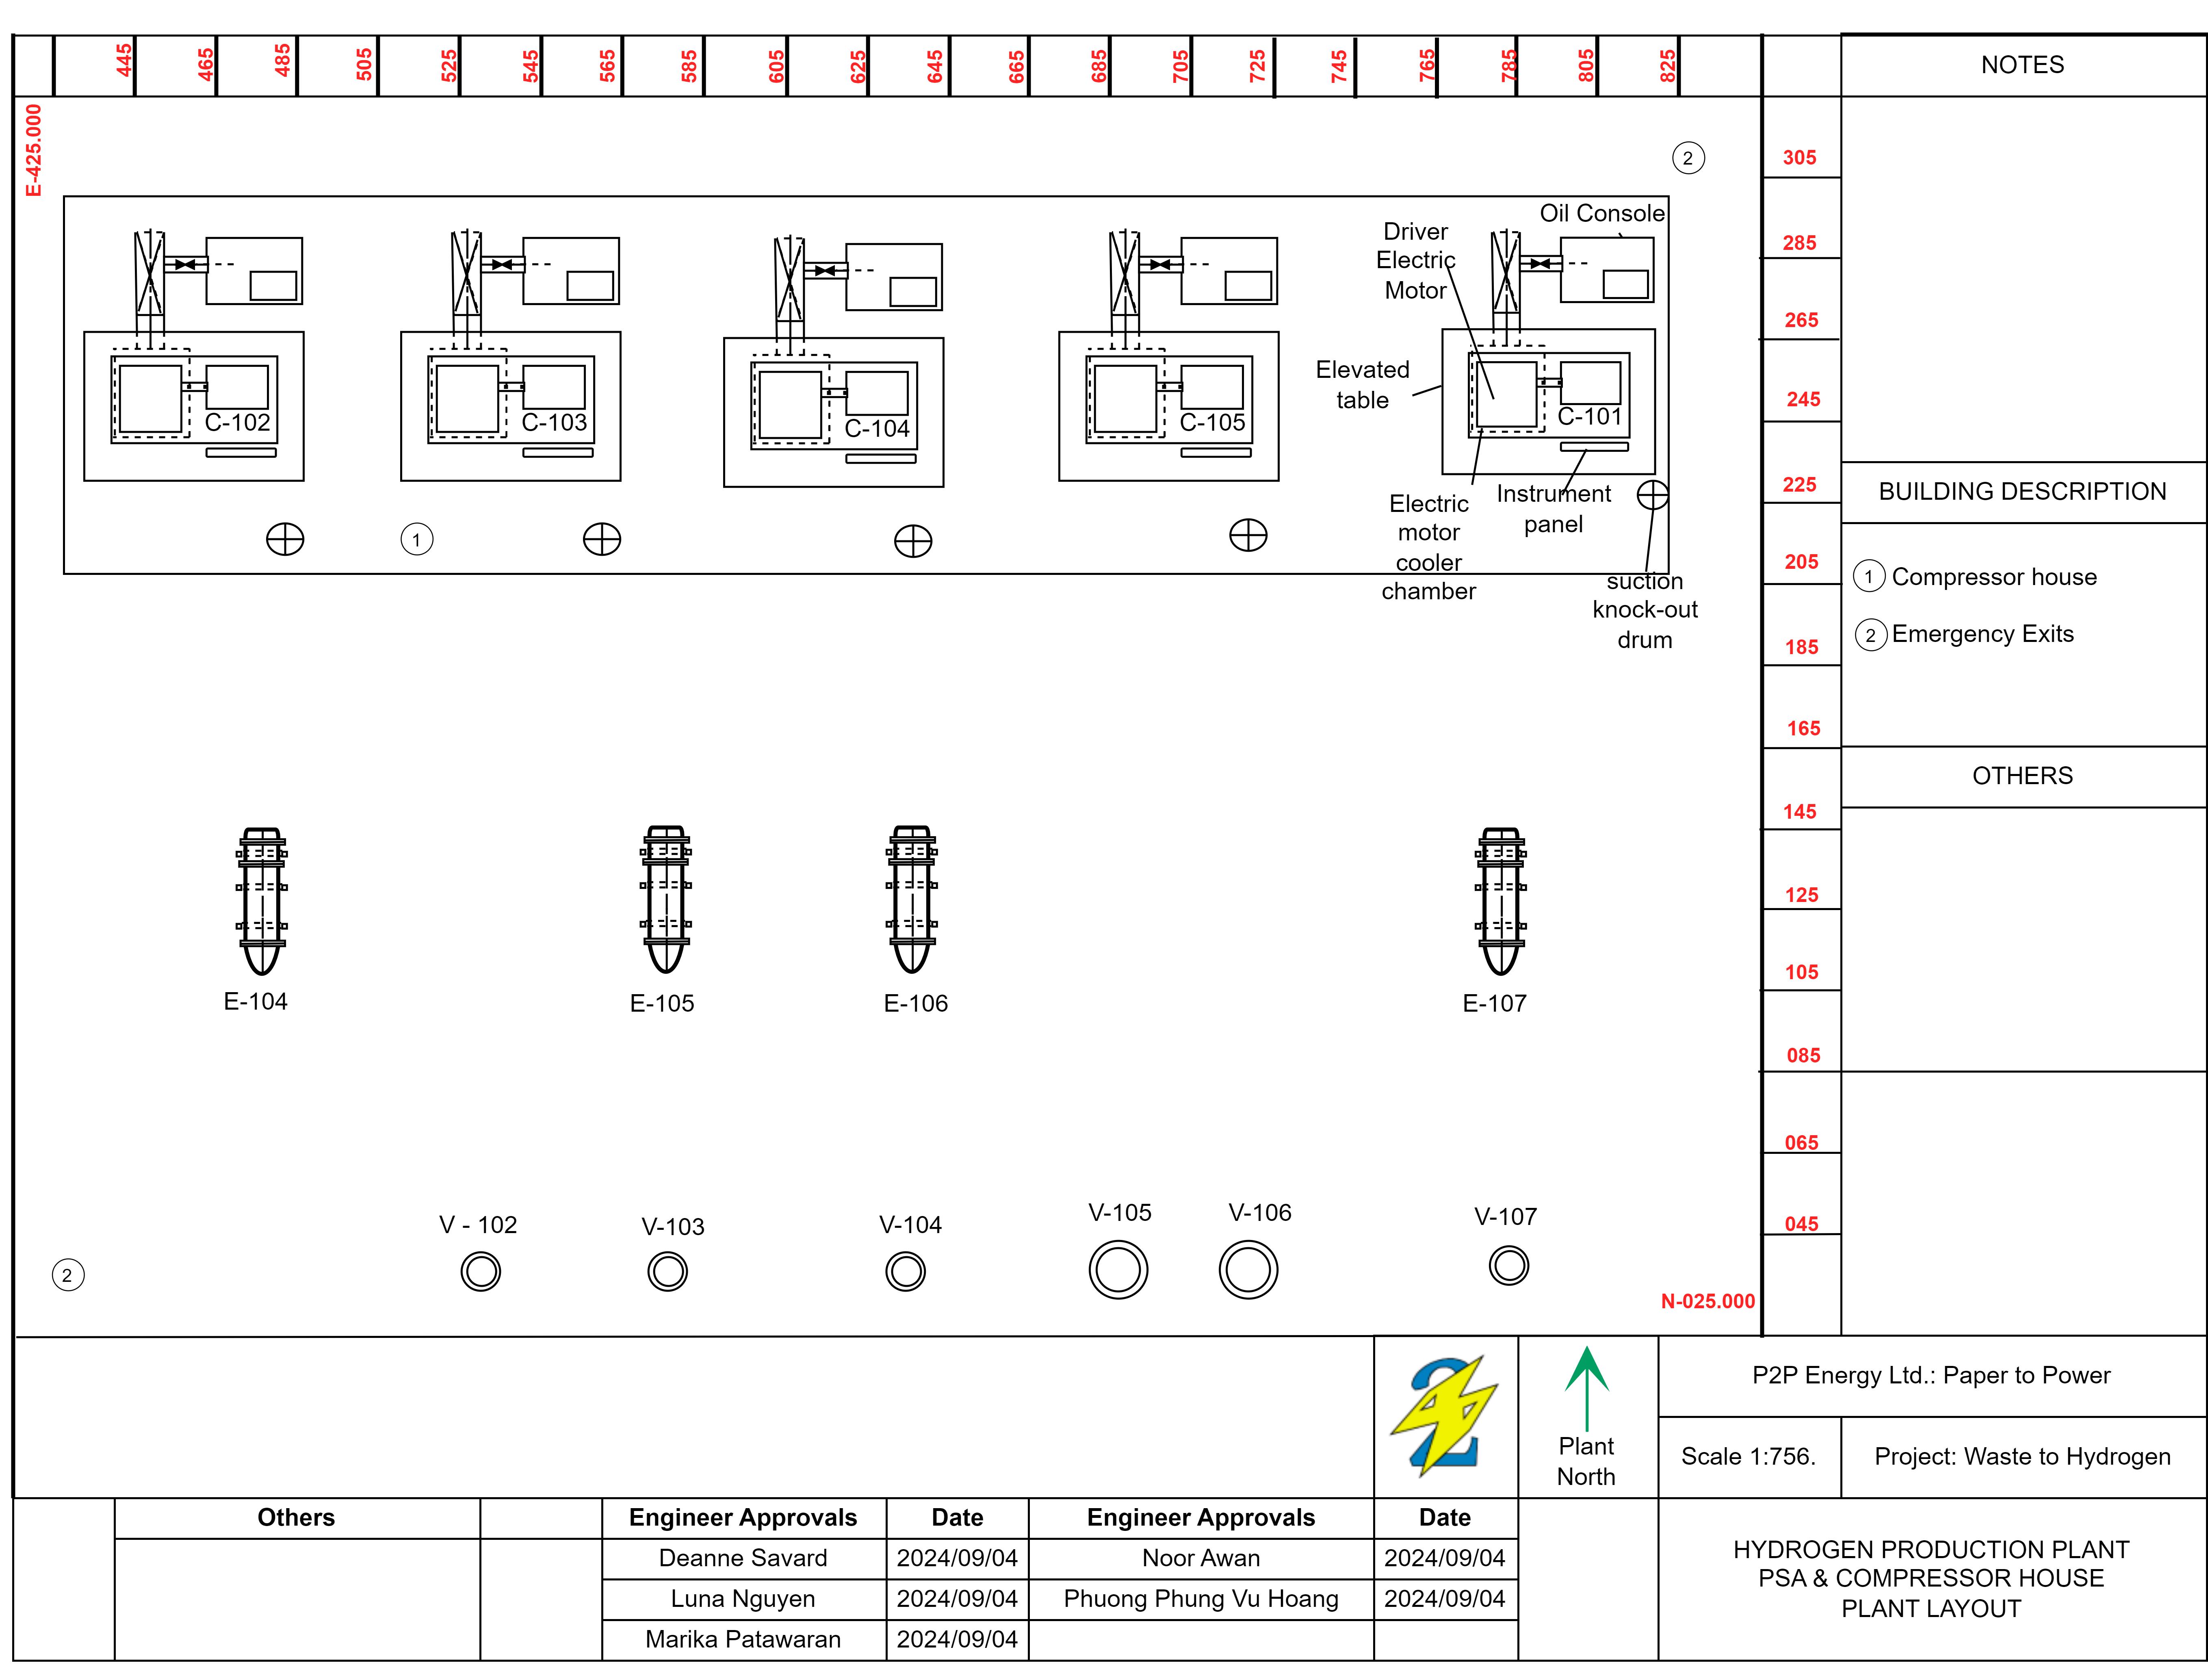 445
465
485
505
525
545
565
585
605
625
645
665
685
705
725
745
765
785
805
825
NOTES
E-425.000
2
305
Oil Console
Driver
Electric
Motor
285
265
Elevated
table
245
C-102
C-103
C-104
C-105
C-101
225
BUILDING DESCRIPTION
Electric
motor
cooler
chamber
Instrument
panel
1
205
suction
knock-out
drum
1 Compressor house
2 Emergency Exits
185
165
OTHERS
145
125
105
E-104
E-105
E-106
E-107
085
065
V - 102
V-103
V-104
V-105
V-106
V-107
045
2
N-025.000
2
Plant
North
P2P Energy Ltd.: Paper to Power
Scale 1:756.
Project: Waste to Hydrogen
Others
Engineer Approvals
Date
Engineer Approvals
Date
Deanne Savard
2024/09/04
Noor Awan
2024/09/04
Luna Nguyen
2024/09/04
Phuong Phung Vu Hoang
2024/09/04
Marika Patawaran
2024/09/04
HYDROGEN PRODUCTION PLANT
PSA & COMPRESSOR HOUSE
PLANT LAYOUT